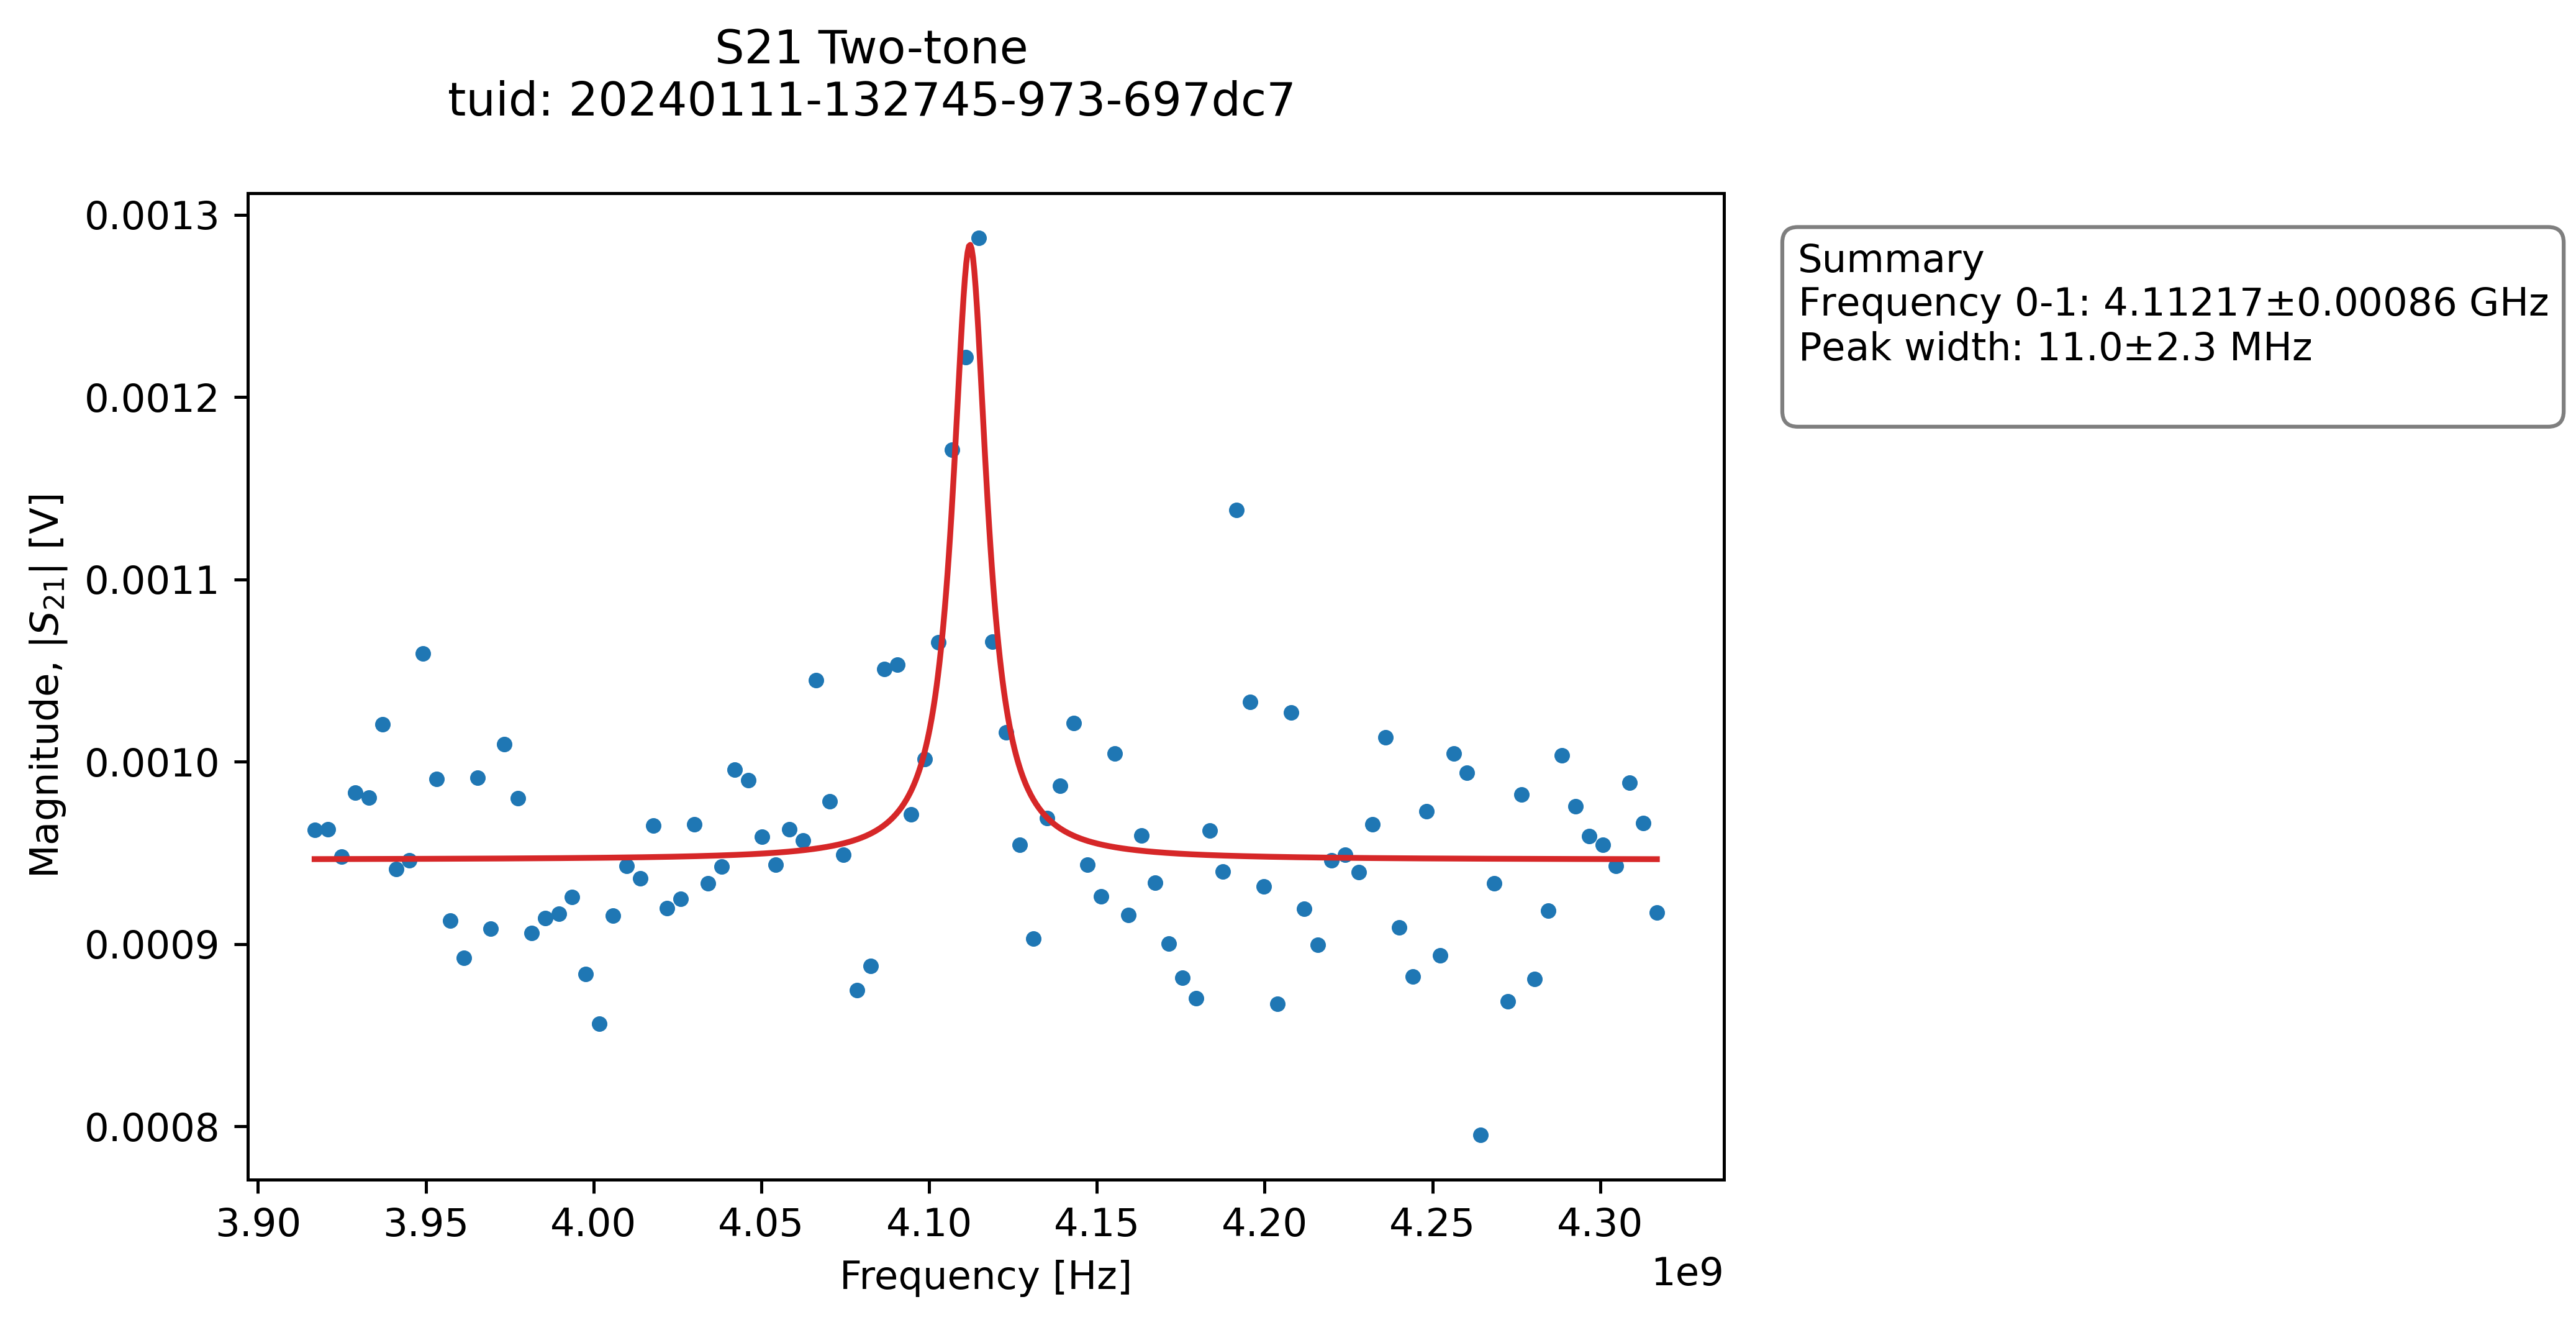 S21 Two-tone
tuid: 20240111-132745-973-697dc7
0.0013
0.0012
0.0011
0.0010
0.0009
0.0008
Magnitude, |S21| [V]
3.90 3.95 4.00 4.05 4.10 4.15 4.20 4.25 4.30
1e9
Frequency [Hz]
Summary
Frequency 0-1: 4.11217±0.00086 GHz
Peak width: 11.0±2.3 MHz